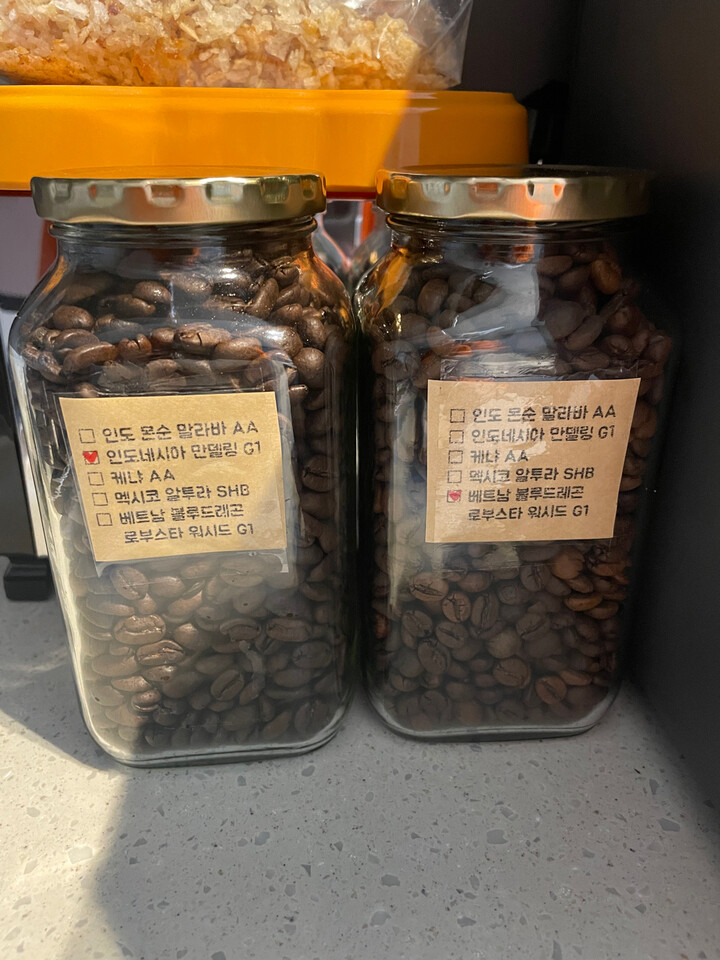 인도 몬순 말라바 AA
인도네시아 만델링 G1
케냐 AA
멕시코 알투라 SHB
베트남 블루드래곤
로부스타 워시드 G1
인도 몬순 말라바 AA
인도네시아 만델링 G1
케냐 AA
멕시코 알투라 SHB
베트남 블루드래곤
로부스타 워시드 G1